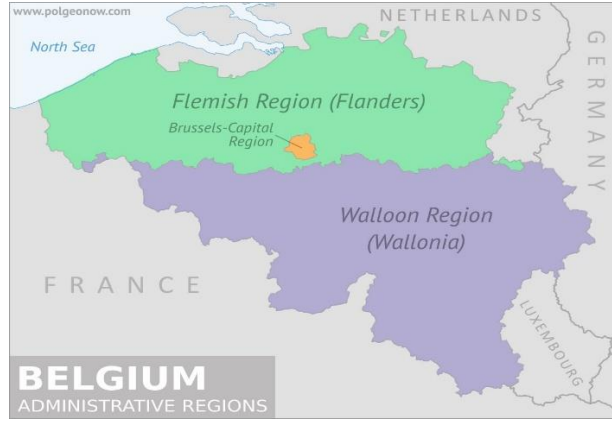 www.polgeonow.com
NETHERLANDS
North Sea
GERMANY
Flemish Region (Flanders)
Brussels-Capital
Region
Walloon Region
(Wallonia)
FRANCE
LUXEMBOURG
BELGIUM
ADMINISTRATIVE REGIONS